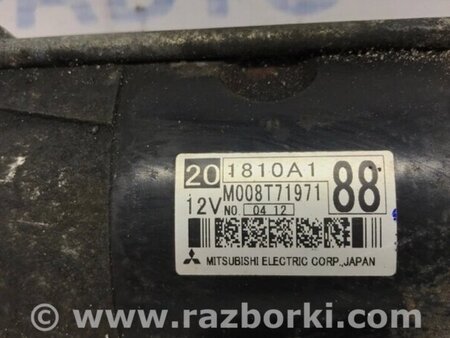 20 1810A1
M008T71971 88
12V NO. 04 12
MITSUBISHI ELECTRIC CORP., JAPAN
© www.razborki.com